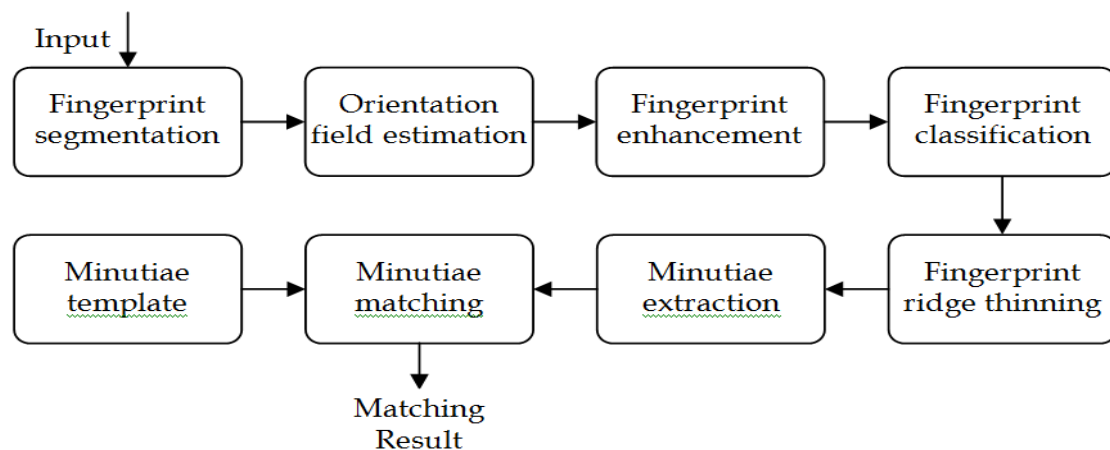 Input
Fingerprint
segmentation
Orientation
field estimation
Fingerprint
enhancement
Fingerprint
classification
Minutiae
template
Minutiae
matching
Minutiae
extraction
Fingerprint
ridge thinning
Matching
Result